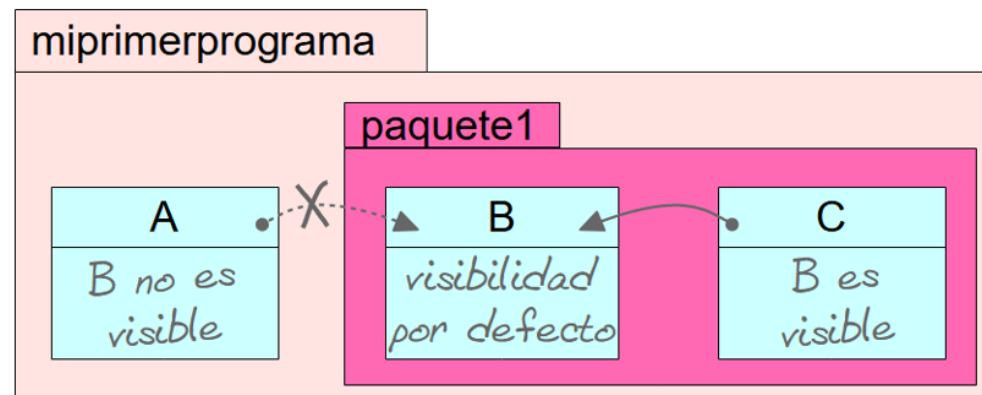 miprimerprograma
paquete1
A
B no es
visible
B
visibilidad
por defecto
C
B es
visible